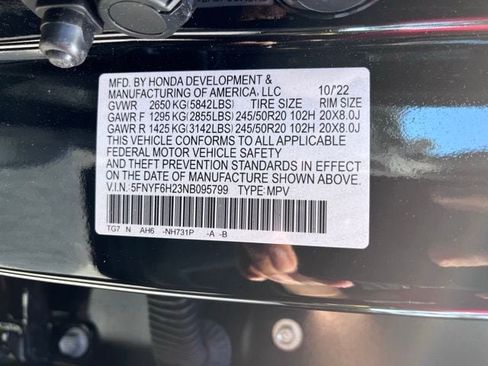 MFD. BY HONDA DEVELOPMENT &
MANUFACTURING OF AMERICA, LLC 10/'22
GVWR 2650 KG(5842LBS) TIRE SIZE RIM SIZE
GAWR F 1295 KG(2855LBS) 245/50R20 102H 20X8.0J
GAWR R 1425 KG(3142LBS) 245/50R20 102H 20X8.0J
THIS VEHICLE CONFORMS TO ALL APPLICABLE
FEDERAL MOTOR VEHICLE SAFETY
AND THEFT PREVENTION STANDARDS IN EFFECT
ON THE DATE OF MANUFACTURE SHOWN ABOVE.
V.I.N. 5FNYF6H23NB095799 TYPE:MPV
TG7 N AH6 -NH731P -A -B